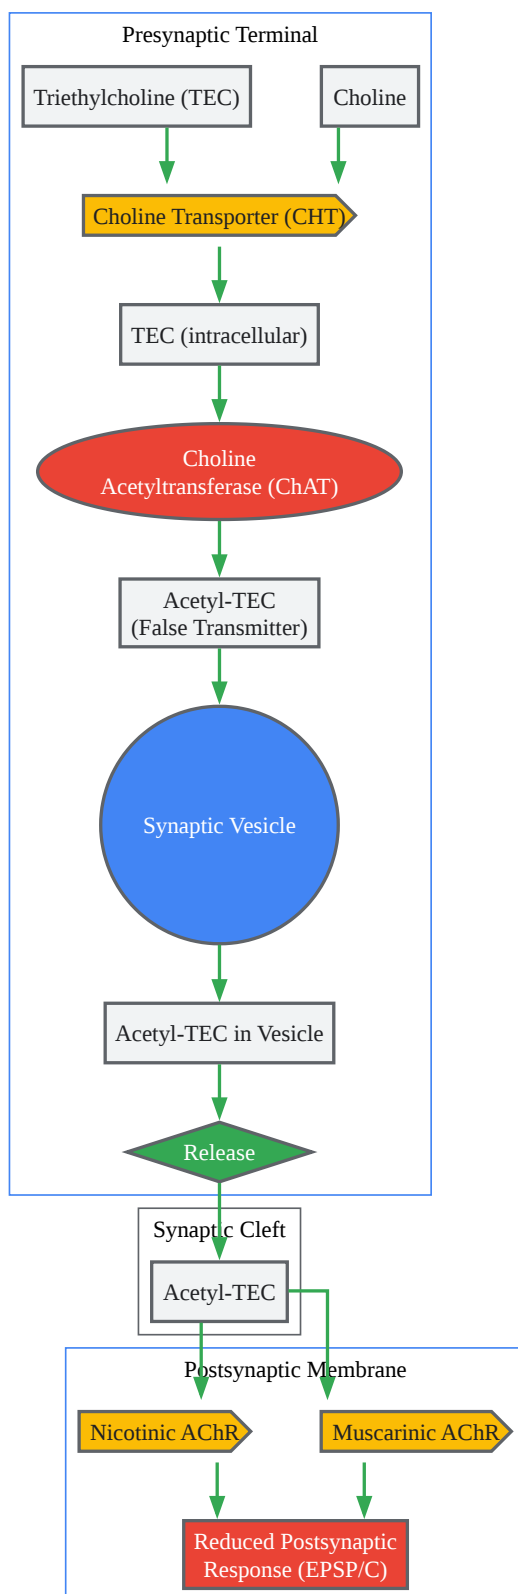 Presynaptic Terminal
Triethylcholine (TEC)
Choline
Choline Transporter (CHT)
TEC (intracellular)
Choline
Acetyltransferase (ChAT)
Acetyl-TEC
(False Transmitter)
Synaptic Vesicle
Acetyl-TEC in Vesicle
Release
Synaptic Cleft
Acetyl-TEC
Postsynaptic Membrane
Nicotinic AChR
Muscarinic AChR
Reduced Postsynaptic
Response (EPSP/C)